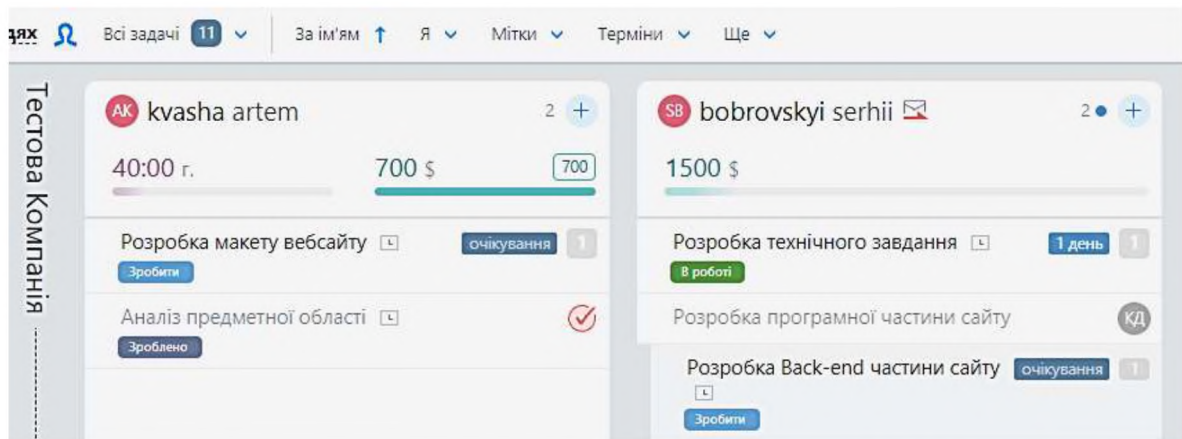 дях Всі задачі 11 За ім'ям ↑ Я Мітки Терміни Ще
Тестова Компанія
AK kvasha artem 2 +
40:00 г. 700 $ 700
Розробка макету вебсайту очікування 1
Зробити
Аналіз предметної області
Зроблено
SB bobrovskyi serhii 2 +
1500 $
Розробка технічного завдання 1 день 1
В роботі
Розробка програмної частини сайту КД
Розробка Back-end частини сайту очікування 1
Зробити